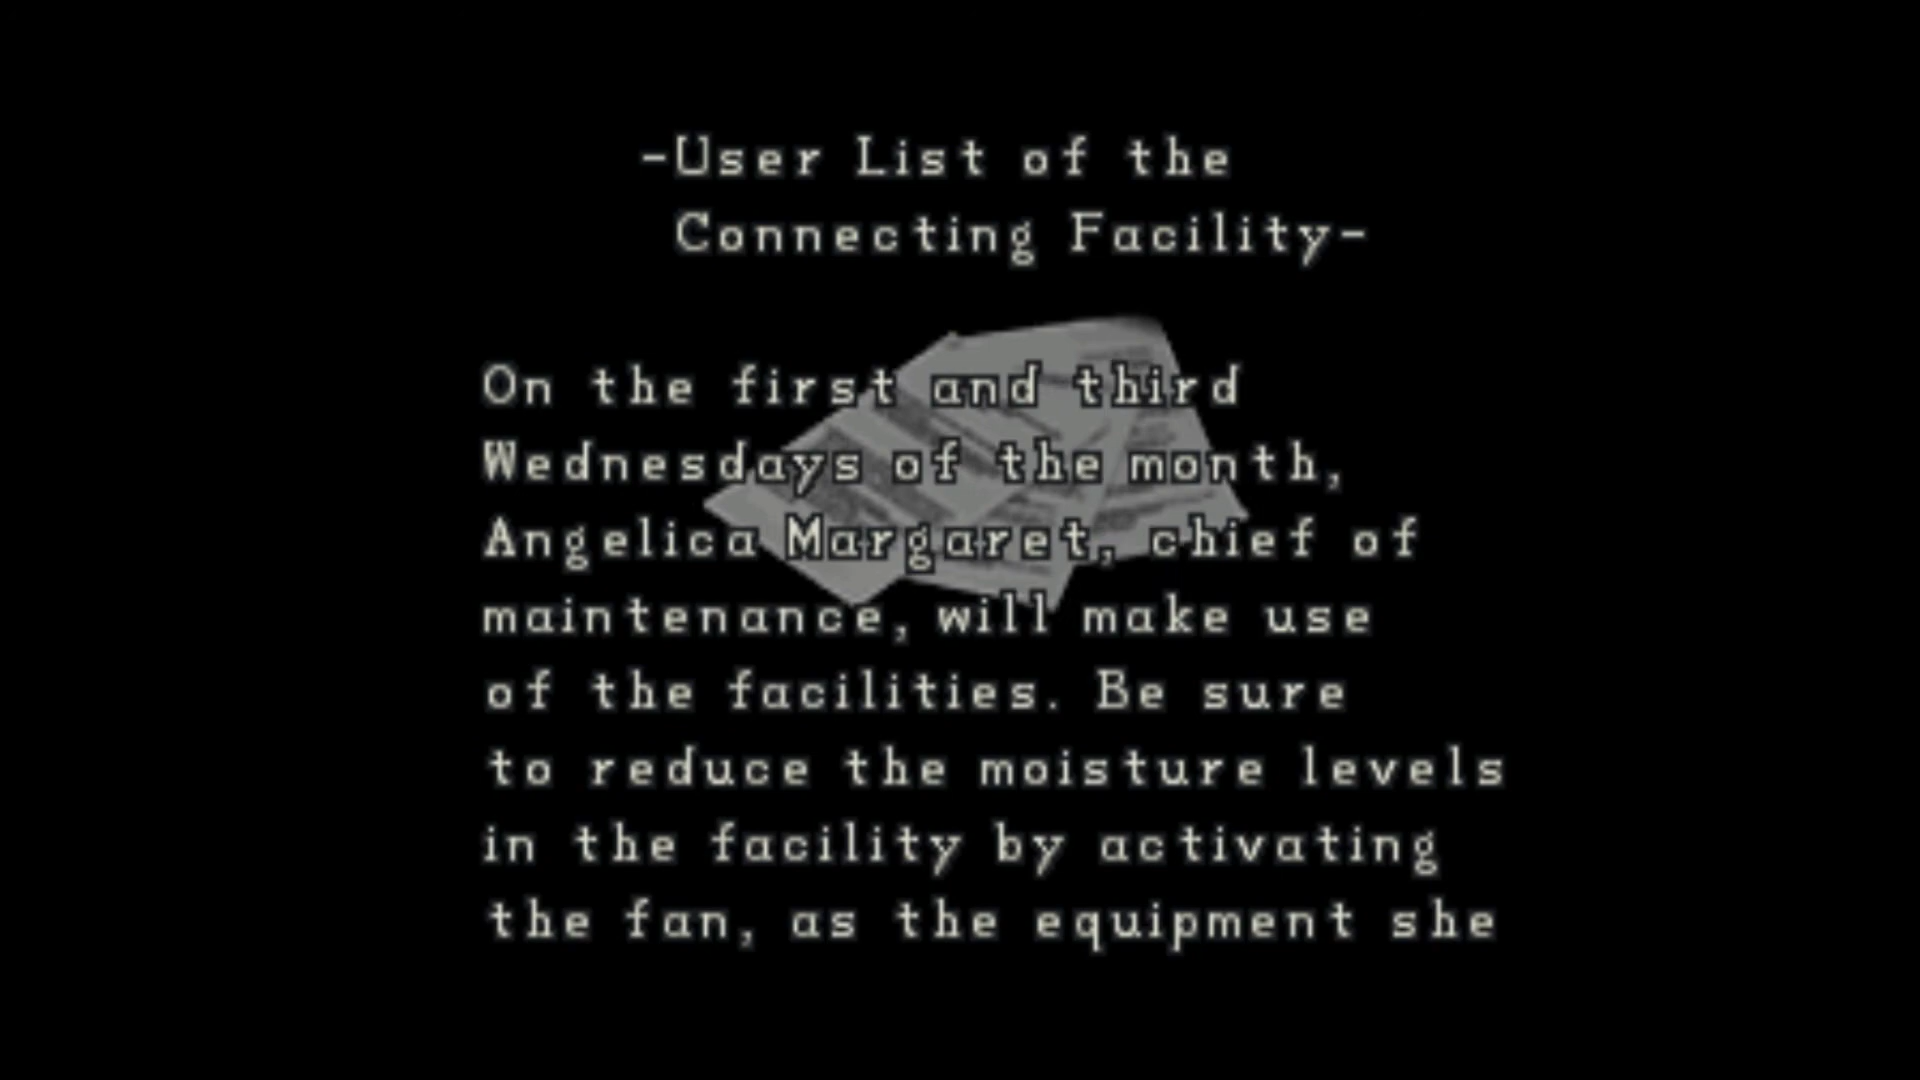 -User List of the
Connecting Facility-
On the first and third
Wednesdays of the month,
Angelica Margaret, chief of
maintenance, will make use
of the facilities. Be sure
to reduce the moisture levels
in the facility by activating
the fan, as the equipment she